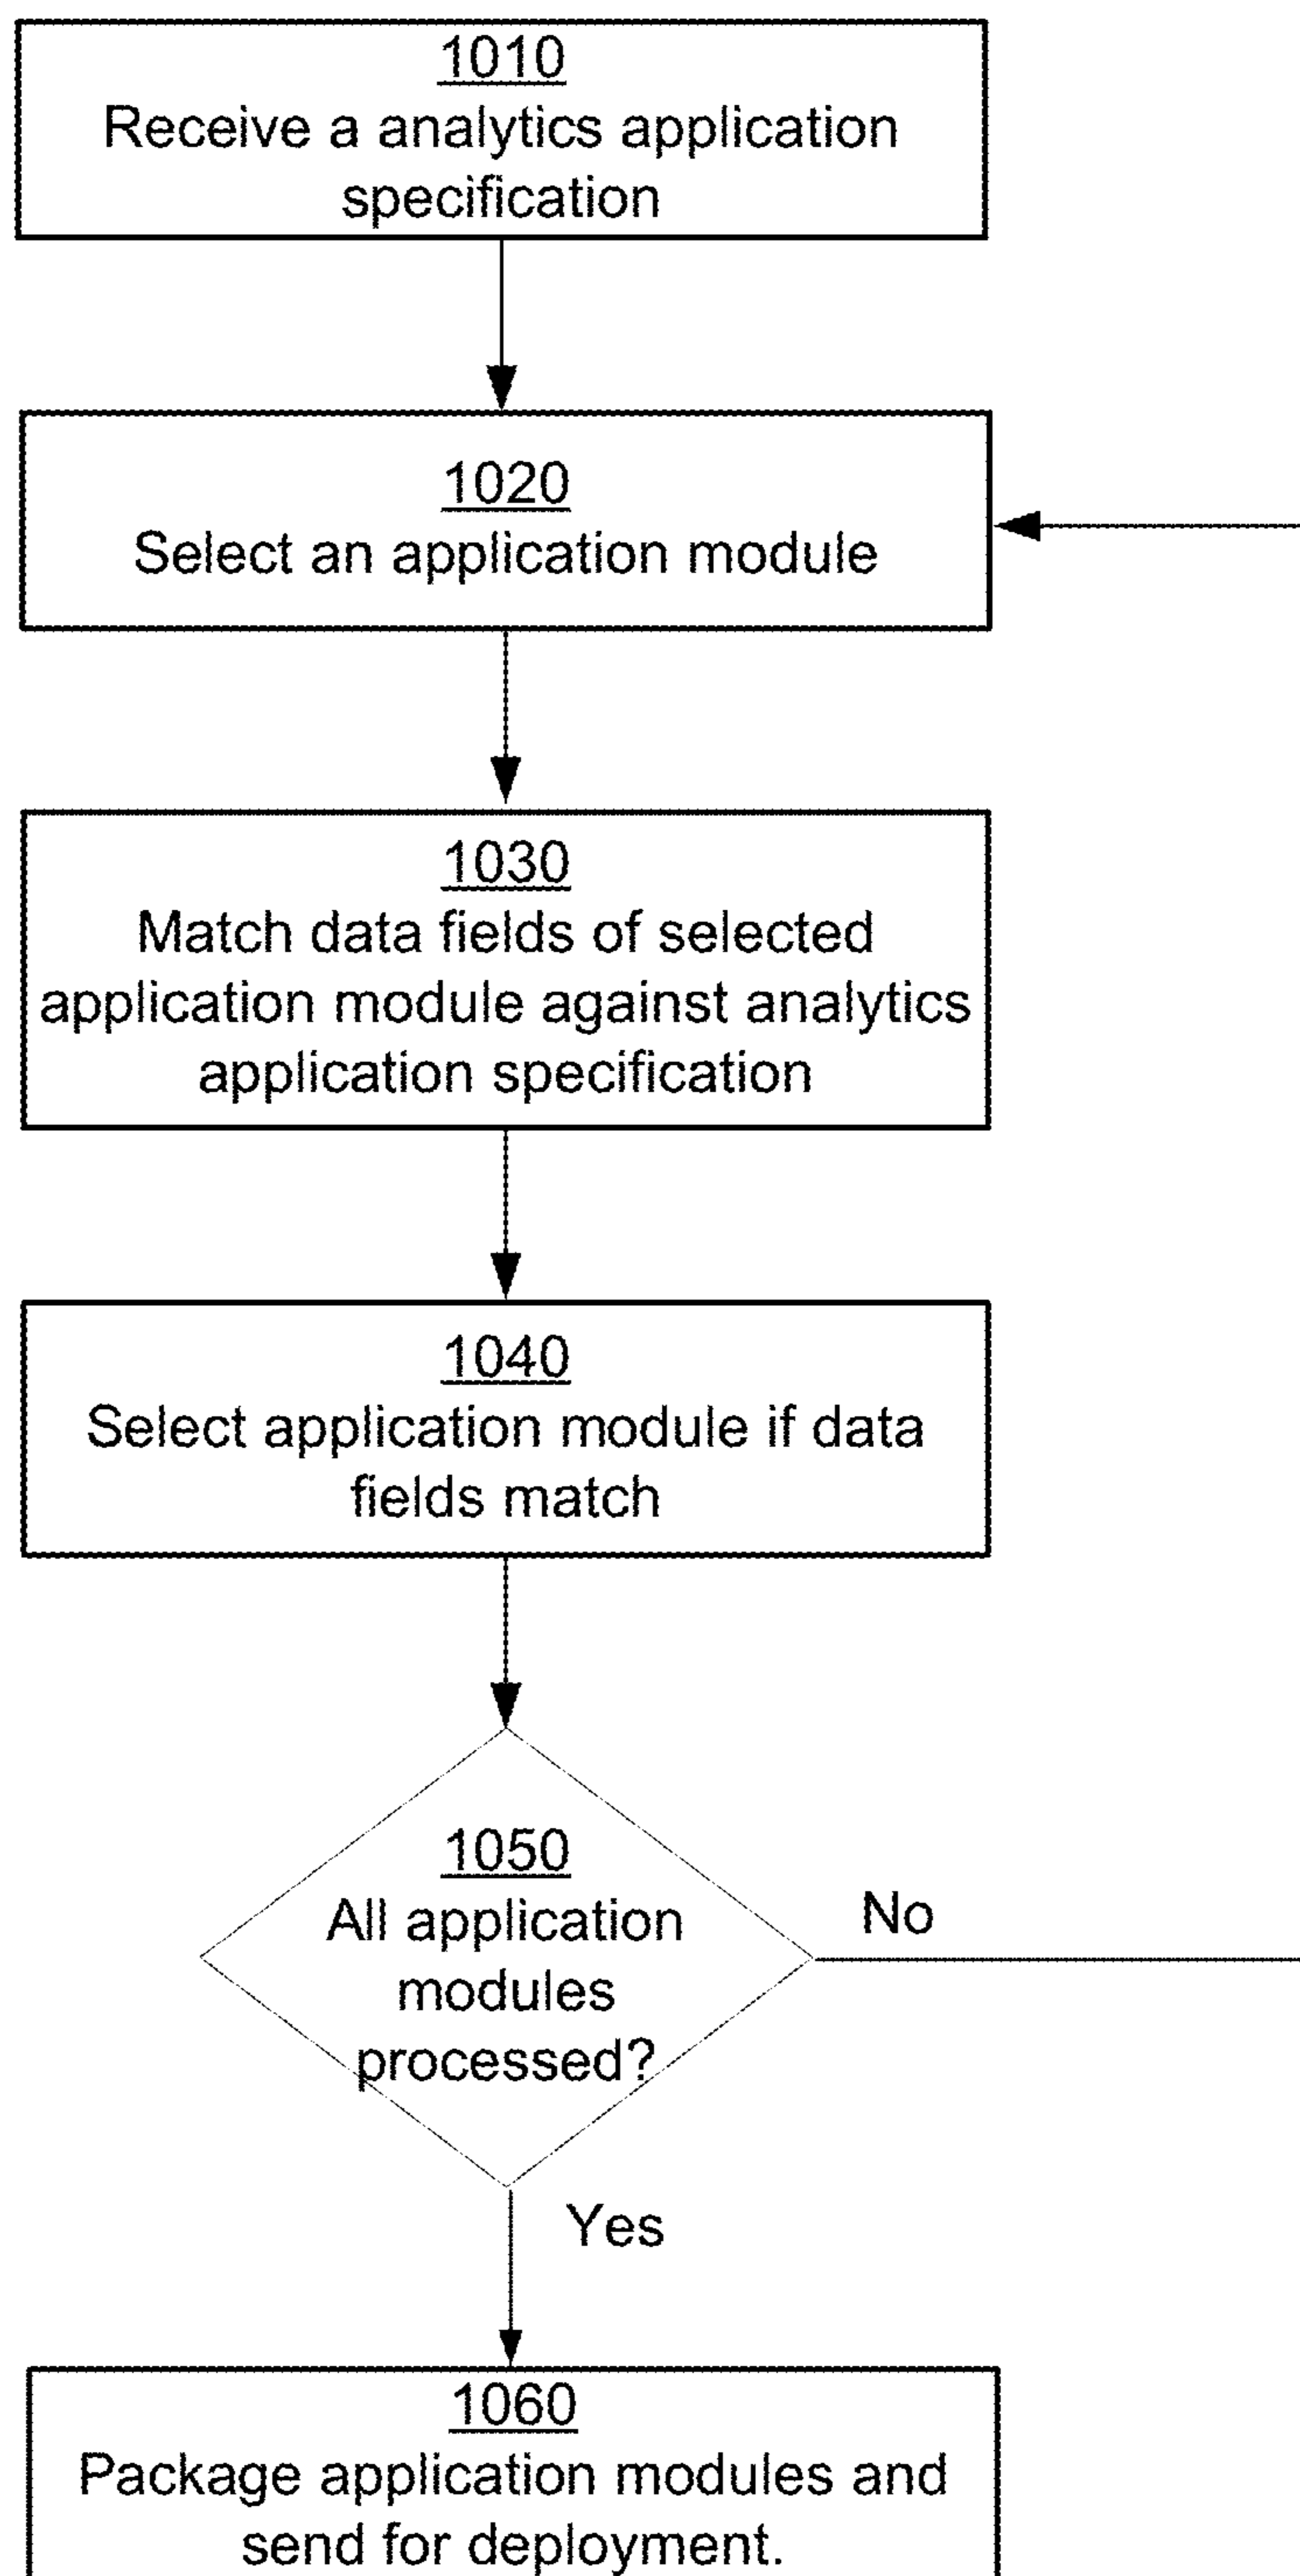 1010
Receive a analytics application
specification
1020
Select an application module
1030
Match data fields of selected
application module against analytics
application specification
1040
Select application module if data
fields match
1050
All application
modules
processed?
No
Yes
1060
Package application modules and
send for deployment.